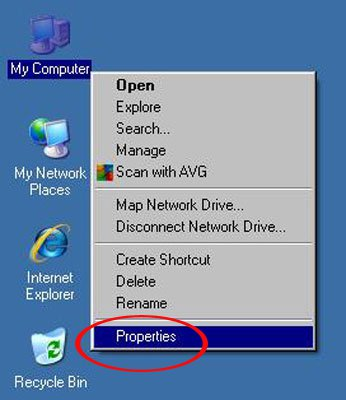 My Computer
Open
Explore
Search...
Manage
Scan with AVG
Map Network Drive...
Disconnect Network Drive...
Create Shortcut
Delete
Rename
Properties
My Network
Places
Internet
Explorer
Recycle Bin